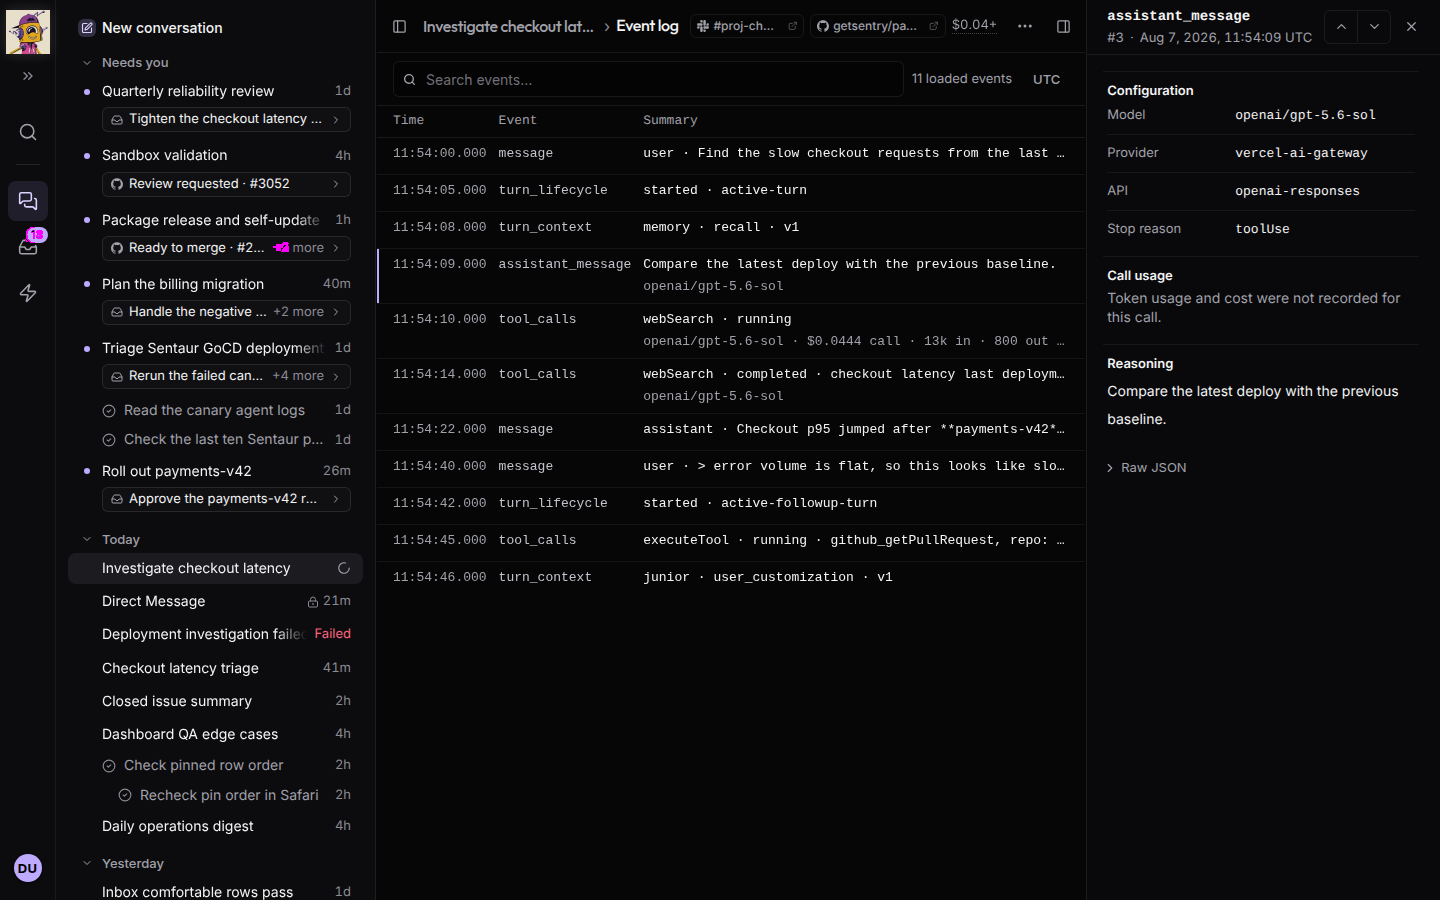 New conversation
Needs you
Quarterly reliability review 1d
Tighten the checkout latency ...
Sandbox validation 4h
Review requested · #3052
Package release and self-update 1h
Ready to merge · #2... more
Plan the billing migration 40m
Handle the negative ... +2 more
Triage Sentaur GoCD deployment 1d
Rerun the failed can... +4 more
Read the canary agent logs 1d
Check the last ten Sentaur p... 1d
Roll out payments-v42 26m
Approve the payments-v42 r...
Today
Investigate checkout latency
Direct Message 21m
Deployment investigation failed Failed
Checkout latency triage 41m
Closed issue summary 2h
Dashboard QA edge cases 4h
Check pinned row order 2h
Recheck pin order in Safari 2h
Daily operations digest 4h
Yesterday
Inbox comfortable rows pass 1d
DU
Investigate checkout lat... › Event log #proj-ch... getsentry/pa... $0.04+
Search events... 11 loaded events UTC
Time Event Summary
11:54:00.000 message user · Find the slow checkout requests from the last …
11:54:05.000 turn_lifecycle started · active-turn
11:54:08.000 turn_context memory · recall · v1
11:54:09.000 assistant_message Compare the latest deploy with the previous baseline.
openai/gpt-5.6-sol
11:54:10.000 tool_calls webSearch · running
openai/gpt-5.6-sol · $0.0444 call · 13k in · 800 out …
11:54:14.000 tool_calls webSearch · completed · checkout latency last deploym…
openai/gpt-5.6-sol
11:54:22.000 message assistant · Checkout p95 jumped after **payments-v42*…
11:54:40.000 message user · > error volume is flat, so this looks like slo…
11:54:42.000 turn_lifecycle started · active-followup-turn
11:54:45.000 tool_calls executeTool · running · github_getPullRequest, repo: …
11:54:46.000 turn_context junior · user_customization · v1
assistant_message
#3 · Aug 7, 2026, 11:54:09 UTC
Configuration
Model openai/gpt-5.6-sol
Provider vercel-ai-gateway
API openai-responses
Stop reason toolUse
Call usage
Token usage and cost were not recorded for
this call.
Reasoning
Compare the latest deploy with the previous
baseline.
Raw JSON